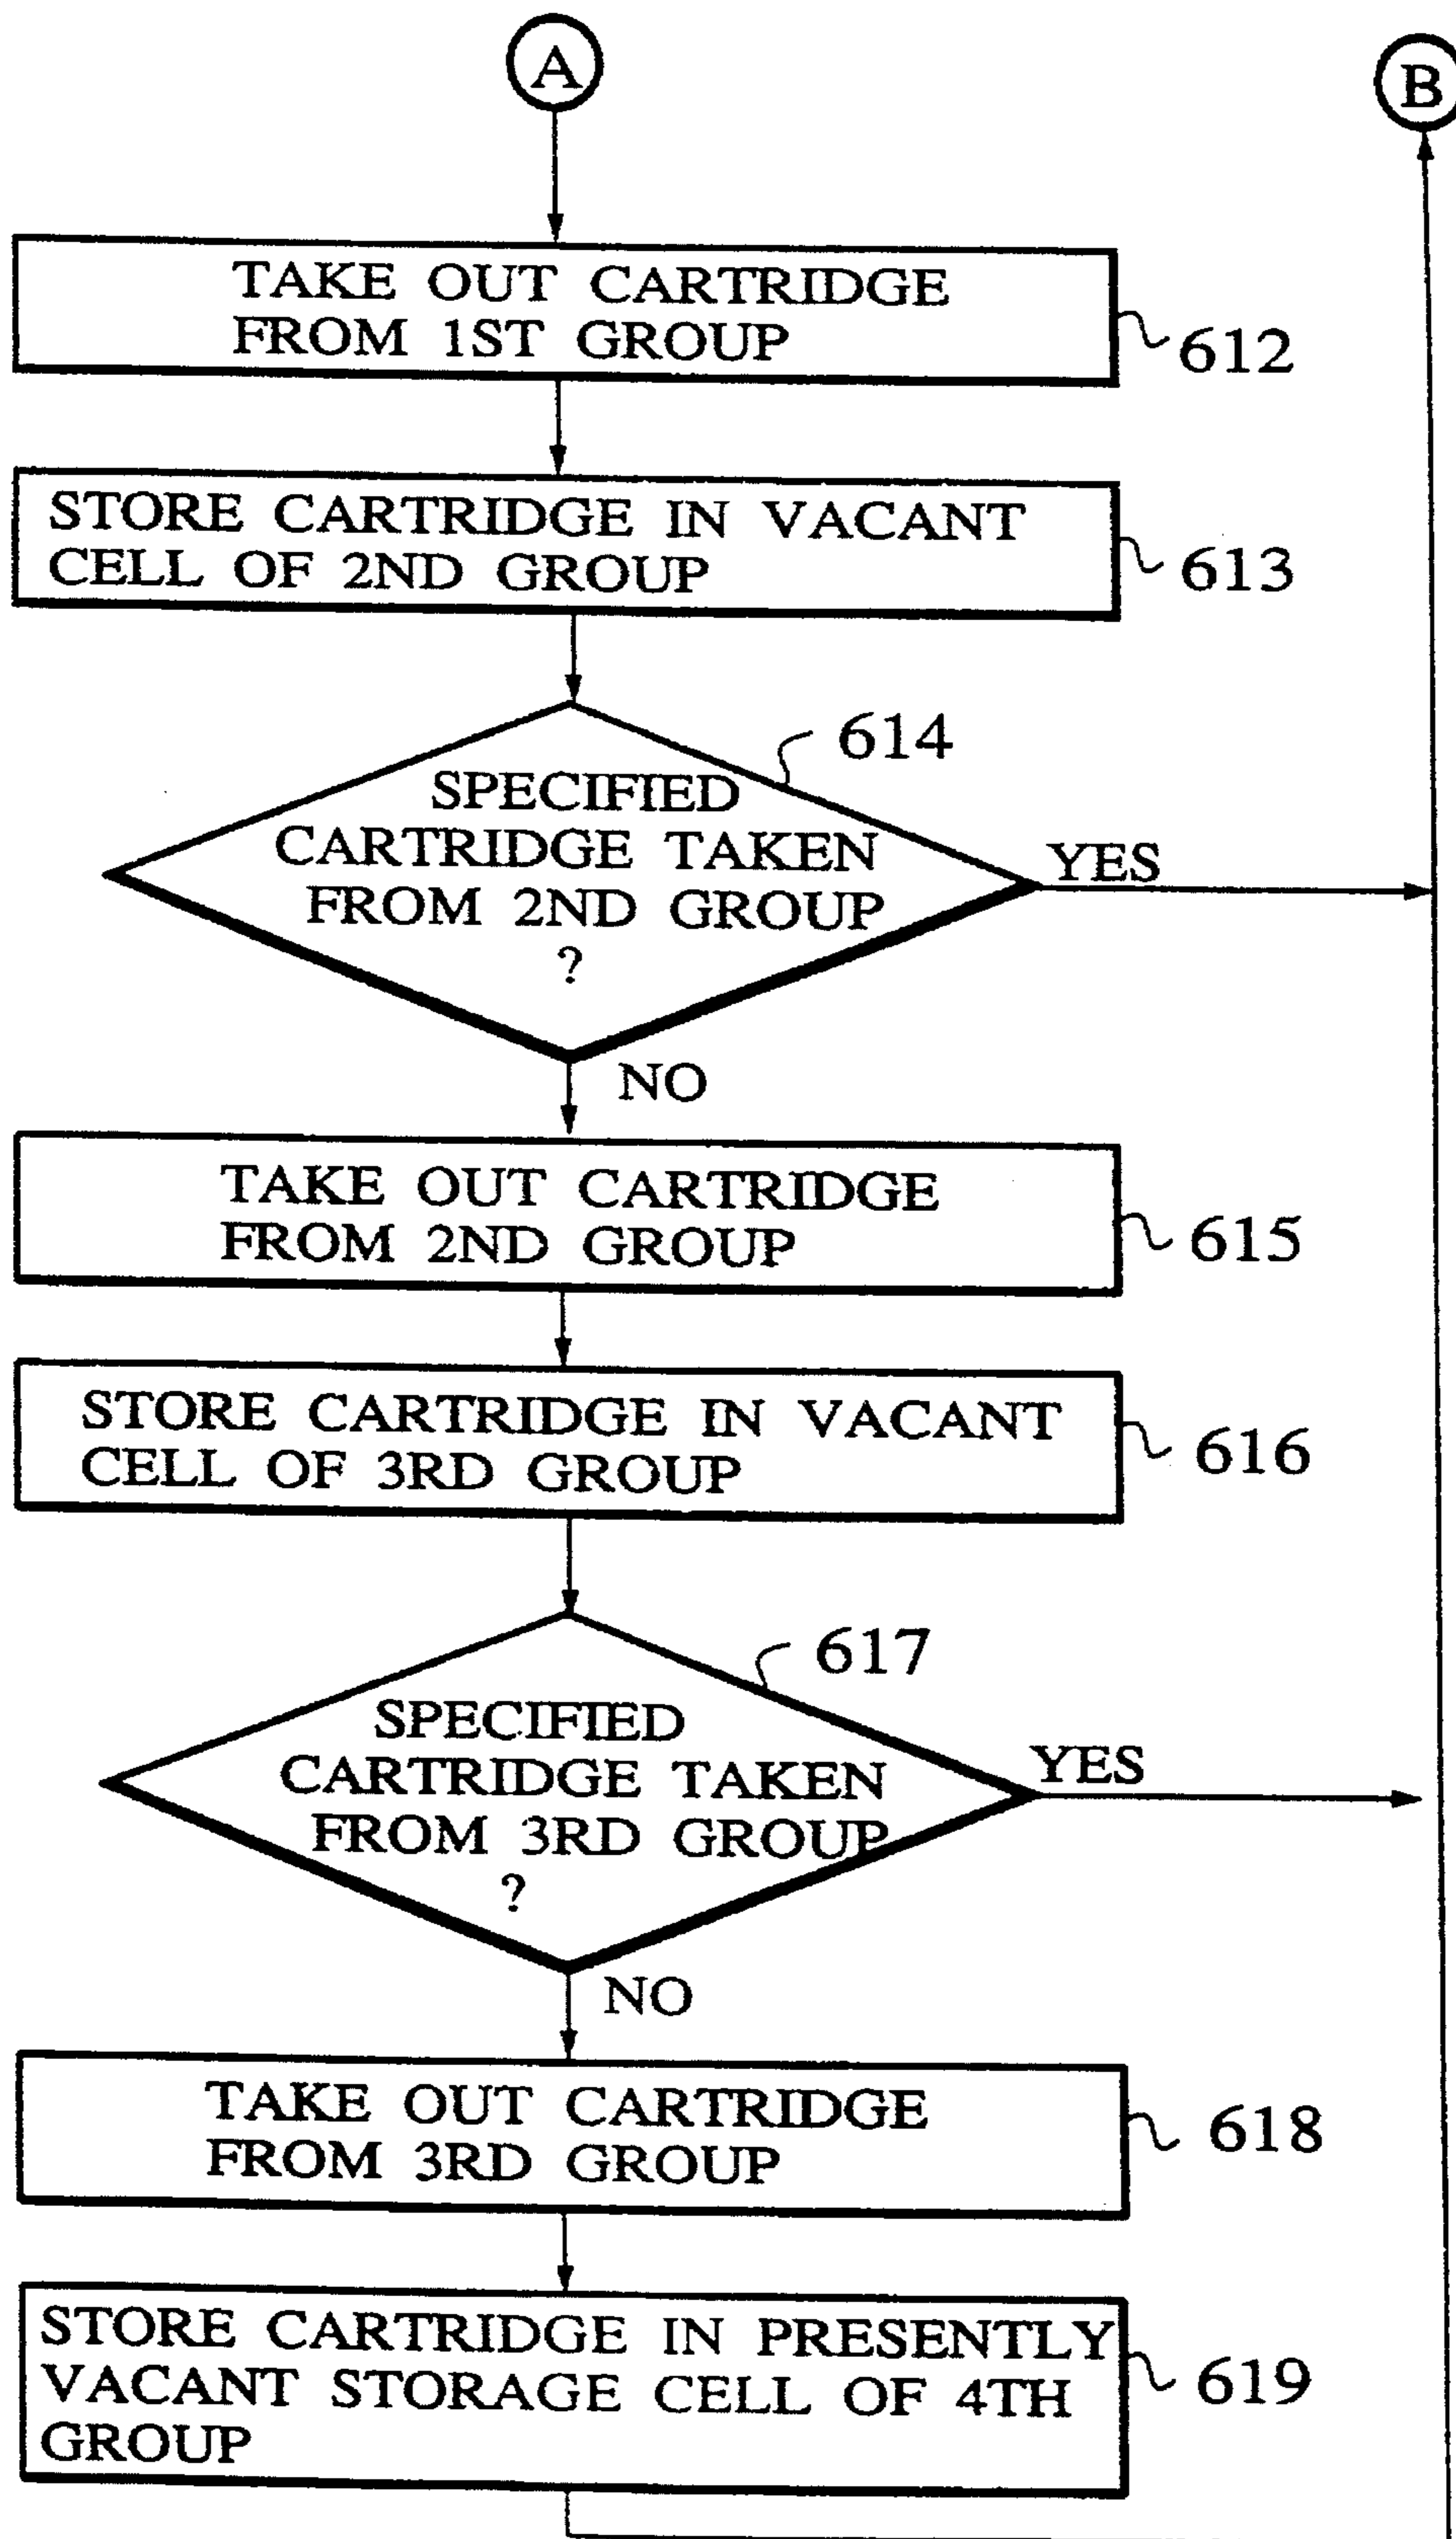 A
B
TAKE OUT CARTRIDGE
FROM 1ST GROUP
612
STORE CARTRIDGE IN VACANT
CELL OF 2ND GROUP
613
614
SPECIFIED
CARTRIDGE TAKEN
FROM 2ND GROUP
?
YES
NO
TAKE OUT CARTRIDGE
FROM 2ND GROUP
615
STORE CARTRIDGE IN VACANT
CELL OF 3RD GROUP
616
617
SPECIFIED
CARTRIDGE TAKEN
FROM 3RD GROUP
?
YES
NO
TAKE OUT CARTRIDGE
FROM 3RD GROUP
618
STORE CARTRIDGE IN PRESENTLY
VACANT STORAGE CELL OF 4TH
GROUP
619